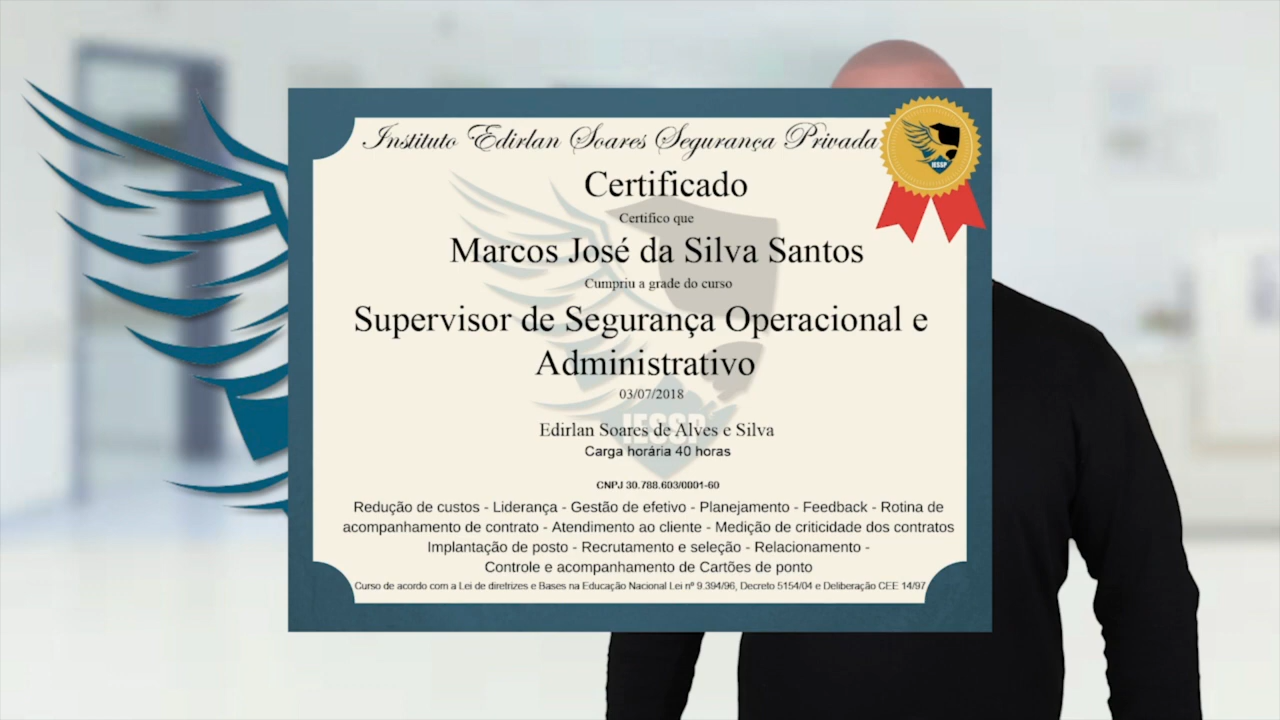 Instituto Edirlan Soares Segurança Privada
IESSP
Certificado
Certifico que
Marcos José da Silva Santos
Cumpriu a grade do curso
Supervisor de Segurança Operacional e
Administrativo
03/07/2018
IESSP
Edirlan Soares de Alves e Silva
Carga horária 40 horas
CNPJ 30.788.603/0001-60
Redução de custos - Liderança - Gestão de efetivo - Planejamento - Feedback - Rotina de
acompanhamento de contrato - Atendimento ao cliente - Medição de criticidade dos contratos
Implantação de posto - Recrutamento e seleção - Relacionamento -
Controle e acompanhamento de Cartões de ponto
Curso de acordo com a Lei de diretrizes e Bases na Educação Nacional Lei nº 9.394/96, Decreto 5154/04 e Deliberação CEE 14/97